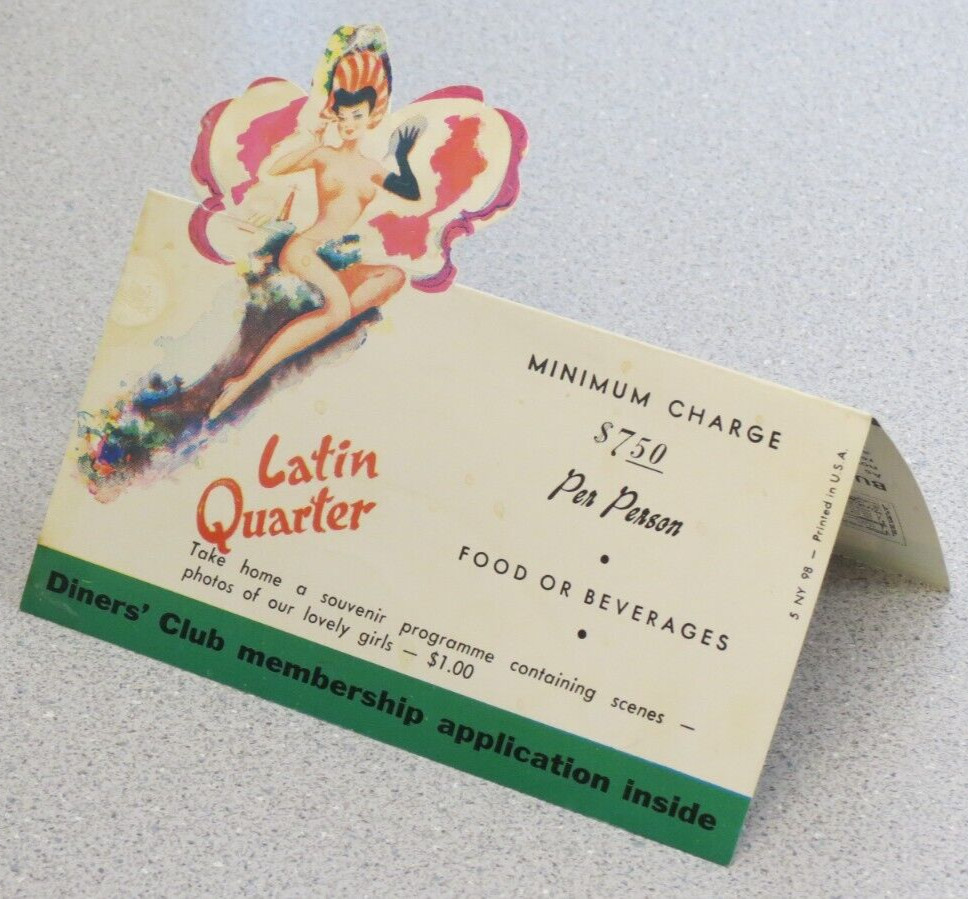 Latin
Quarter
MINIMUM CHARGE
$7.50
Per Person
•
FOOD OR BEVERAGES
•
Take home a souvenir programme containing scenes —
photos of our lovely girls — $1.00
Diners' Club membership application inside
5 NY 98 — Printed in U.S.A.
BU